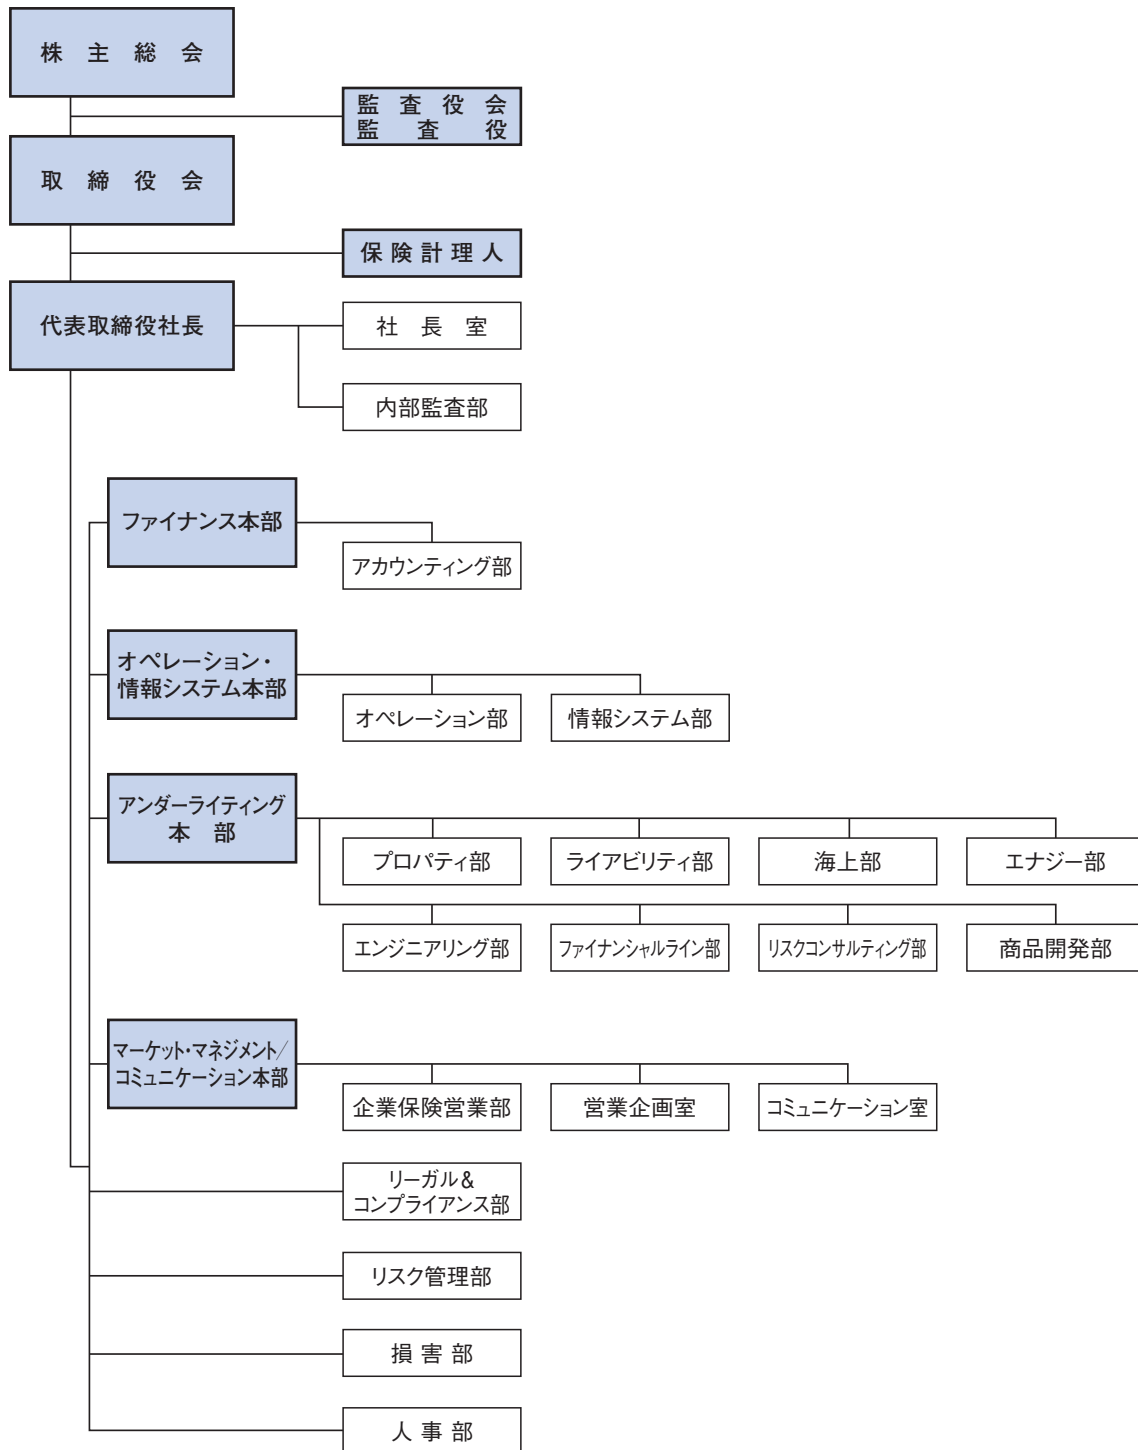 株主総会
監査役会
監査役
取締役会
保険計理人
代表取締役社長
社長室
内部監査部
ファイナンス本部
アカウンティング部
オペレーション・
情報システム本部
オペレーション部
情報システム部
アンダーライティング
本部
プロパティ部
ライアビリティ部
海上部
エナジー部
エンジニアリング部
ファイナンシャルライン部
リスクコンサルティング部
商品開発部
マーケット・マネジメント/
コミュニケーション本部
企業保険営業部
営業企画室
コミュニケーション室
リーガル&
コンプライアンス部
リスク管理部
損害部
人事部